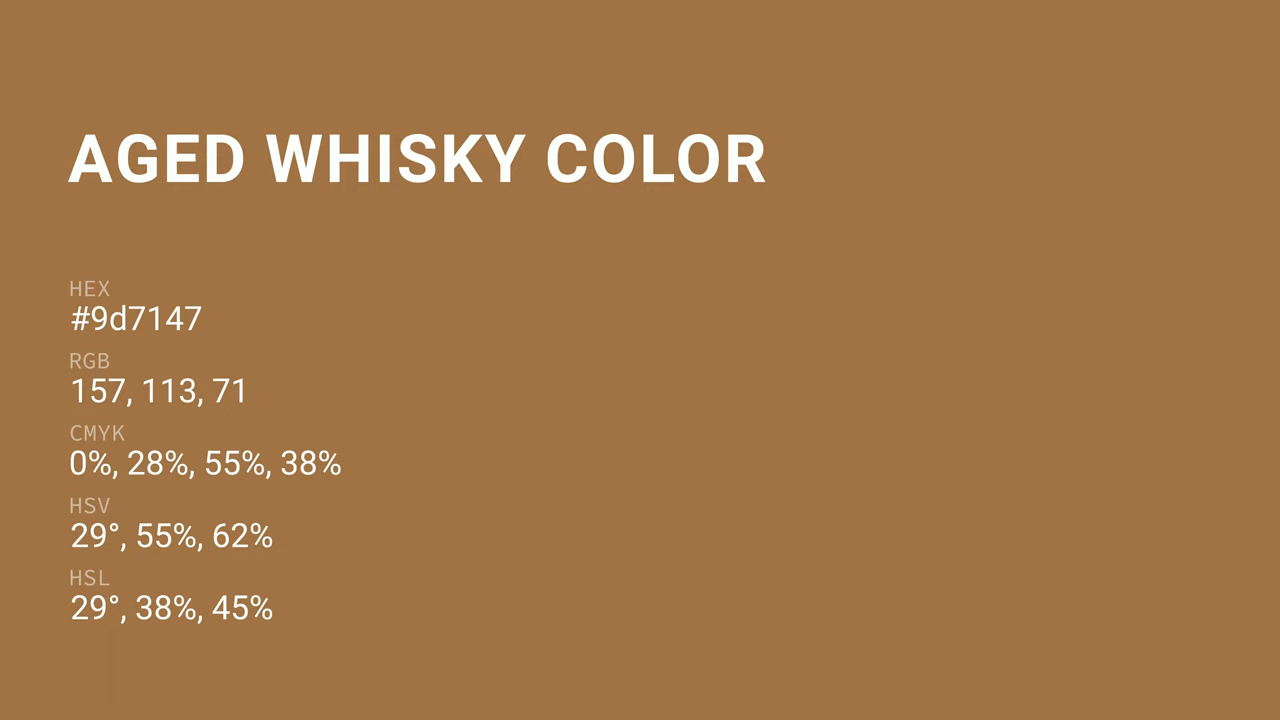 AGED WHISKY COLOR
HEX
#9d7147
RGB
157, 113, 71
CMYK
0%, 28%, 55%, 38%
HSV
29°, 55%, 62%
HSL
29°, 38%, 45%